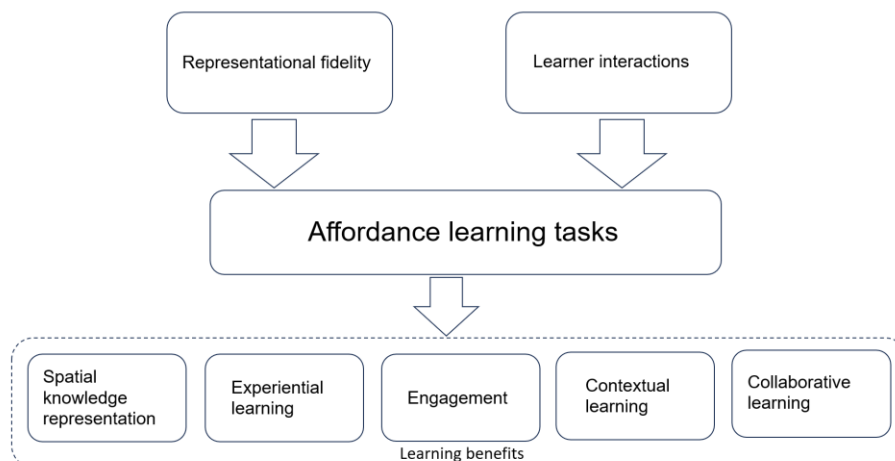 Representational fidelity
Learner interactions
Affordance learning tasks
Spatial
knowledge
representation
Experiential
learning
Engagement
Contextual
learning
Collaborative
learning
Learning benefits